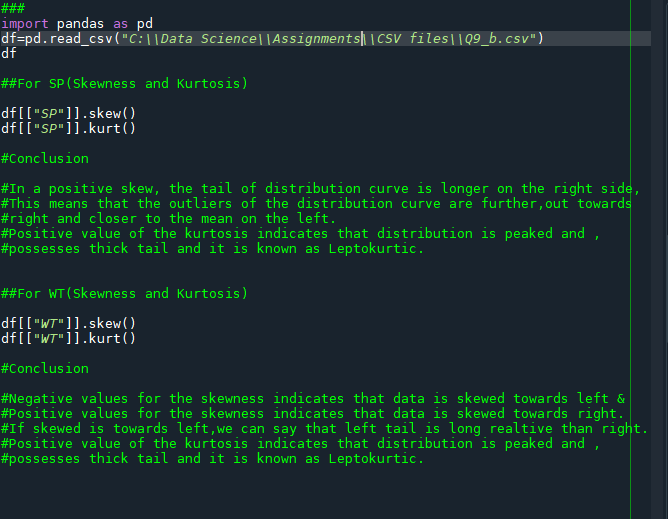 ###
import pandas as pd
df=pd.read_csv("C:\\Data Science\\Assignments\\CSV files\\Q9_b.csv")
df
##For SP(Skewness and Kurtosis)
df[["SP"]].skew()
df[["SP"]].kurt()
#Conclusion
#In a positive skew, the tail of distribution curve is longer on the right side,
#This means that the outliers of the distribution curve are further,out towards
#right and closer to the mean on the left.
#Positive value of the kurtosis indicates that distribution is peaked and ,
#possesses thick tail and it is known as Leptokurtic.
##For WT(Skewness and Kurtosis)
df[["WT"]].skew()
df[["WT"]].kurt()
#Conclusion
#Negative values for the skewness indicates that data is skewed towards left &
#Positive values for the skewness indicates that data is skewed towards right.
#If skewed is towards left,we can say that left tail is long realtive than right.
#Positive value of the kurtosis indicates that distribution is peaked and ,
#possesses thick tail and it is known as Leptokurtic.